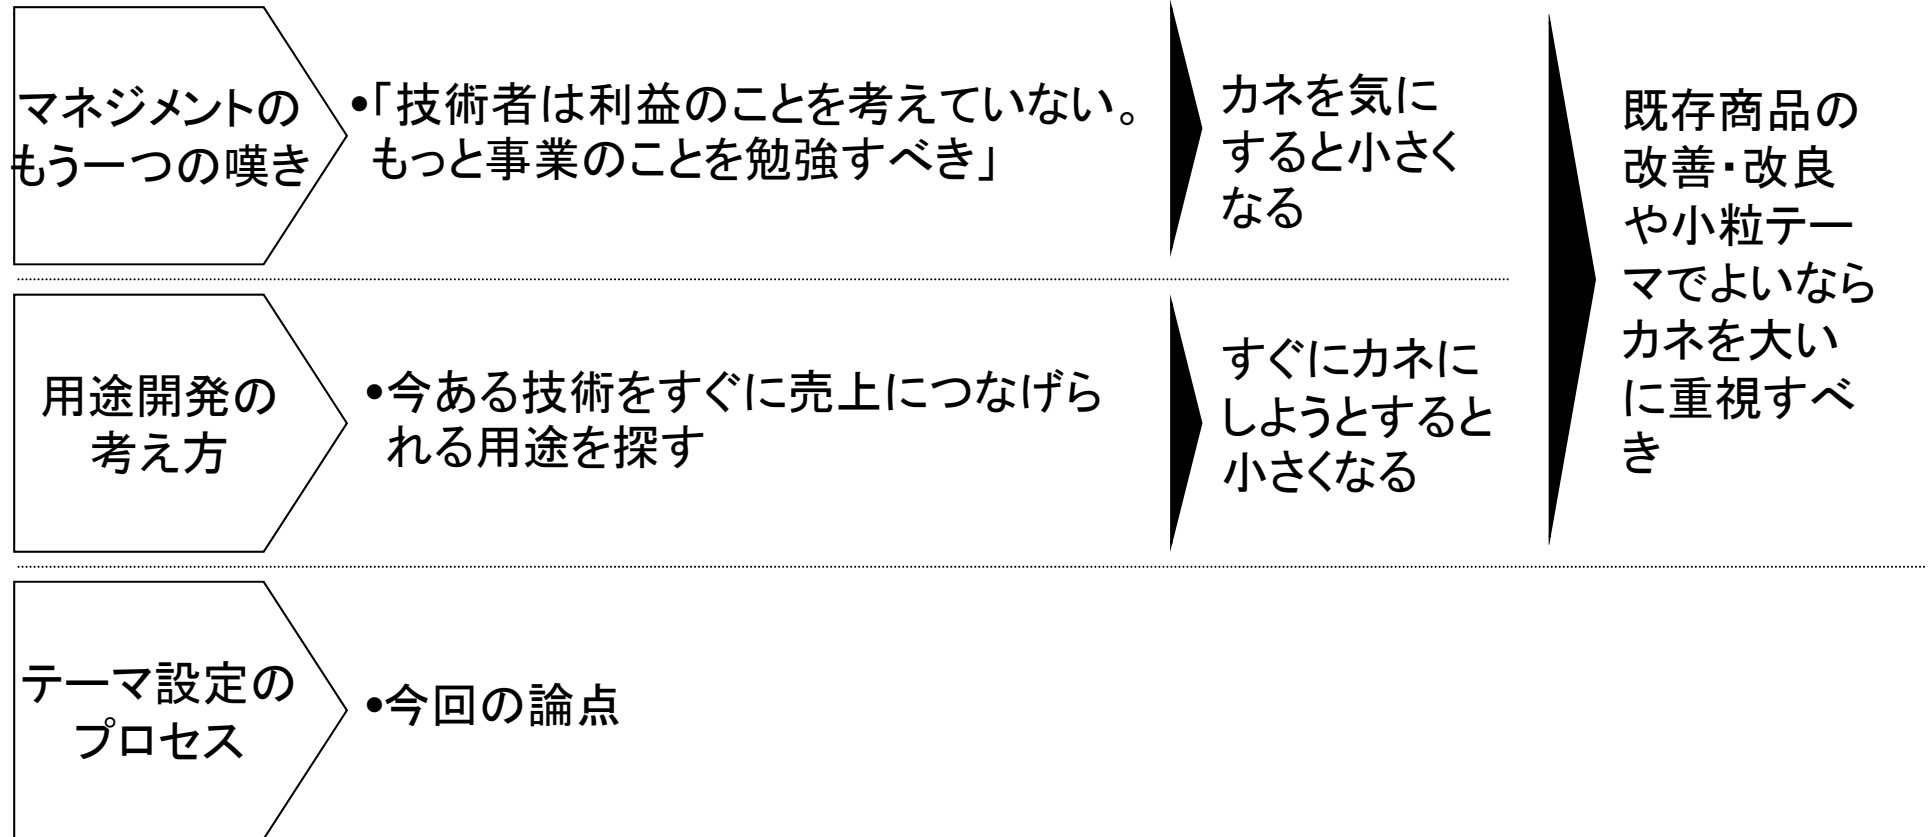 マネジメントの
もう一つの嘆き
•「技術者は利益のことを考えていない。
もっと事業のことを勉強すべき」
カネを気に
すると小さく
なる
用途開発の
考え方
•今ある技術をすぐに売上につなげら
れる用途を探す
すぐにカネに
しようとすると
小さくなる
既存商品の
改善・改良
や小粒テー
マでよいなら
カネを大い
に重視すべ
き
テーマ設定の
プロセス
•今回の論点